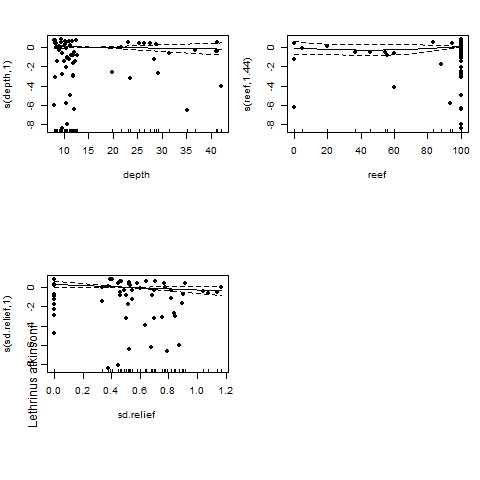 s(depth,1)
0
-2
-4
-6
-8
10 15 20 25 30 35 40
depth
s(reef,1.44)
0
-2
-4
-6
-8
0 20 40 60 80 100
reef
s(sd.relief,1)
0
-2
-4
-6
-8
0.0 0.2 0.4 0.6 0.8 1.0 1.2
sd.relief
Lethrinus atkinsoni